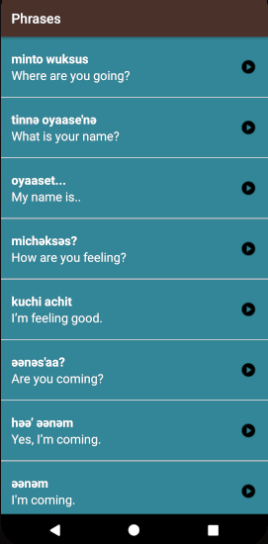 Phrases
minto wuksus
Where are you going?
tinnə oyaase'nə
What is your name?
oyaaset...
My name is..
michəksəs?
How are you feeling?
kuchi achit
I'm feeling good.
əənəs'aa?
Are you coming?
həə' əənəm
Yes, I'm coming.
əənəm
I'm coming.